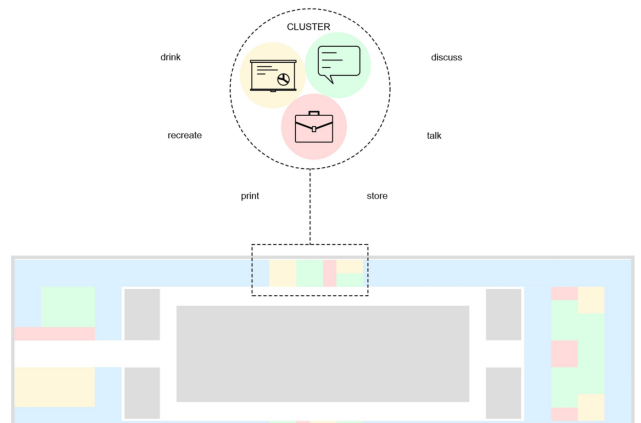 CLUSTER
drink
discuss
recreate
talk
print
store